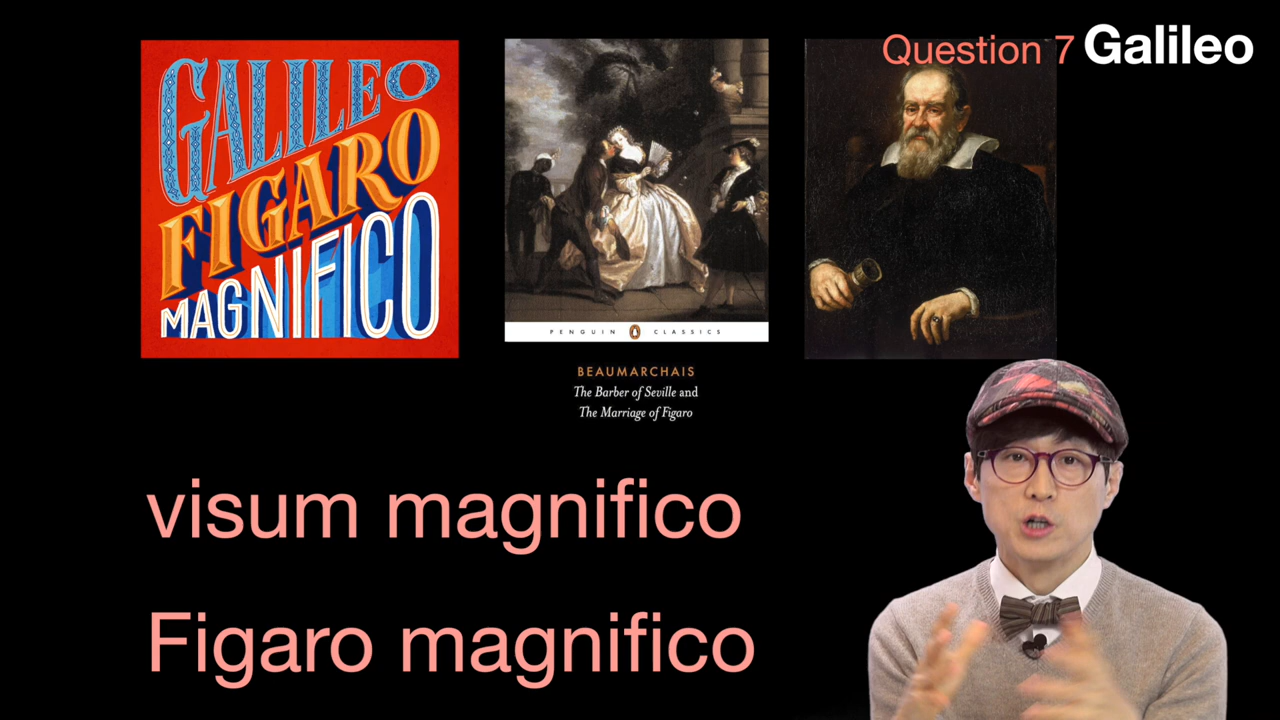 Question 7 Galileo
GALILEO
FIGARO
MAGNIFICO
PENGUIN CLASSICS
BEAUMARCHAIS
The Barber of Seville and
The Marriage of Figaro
visum magnifico
Figaro magnifico